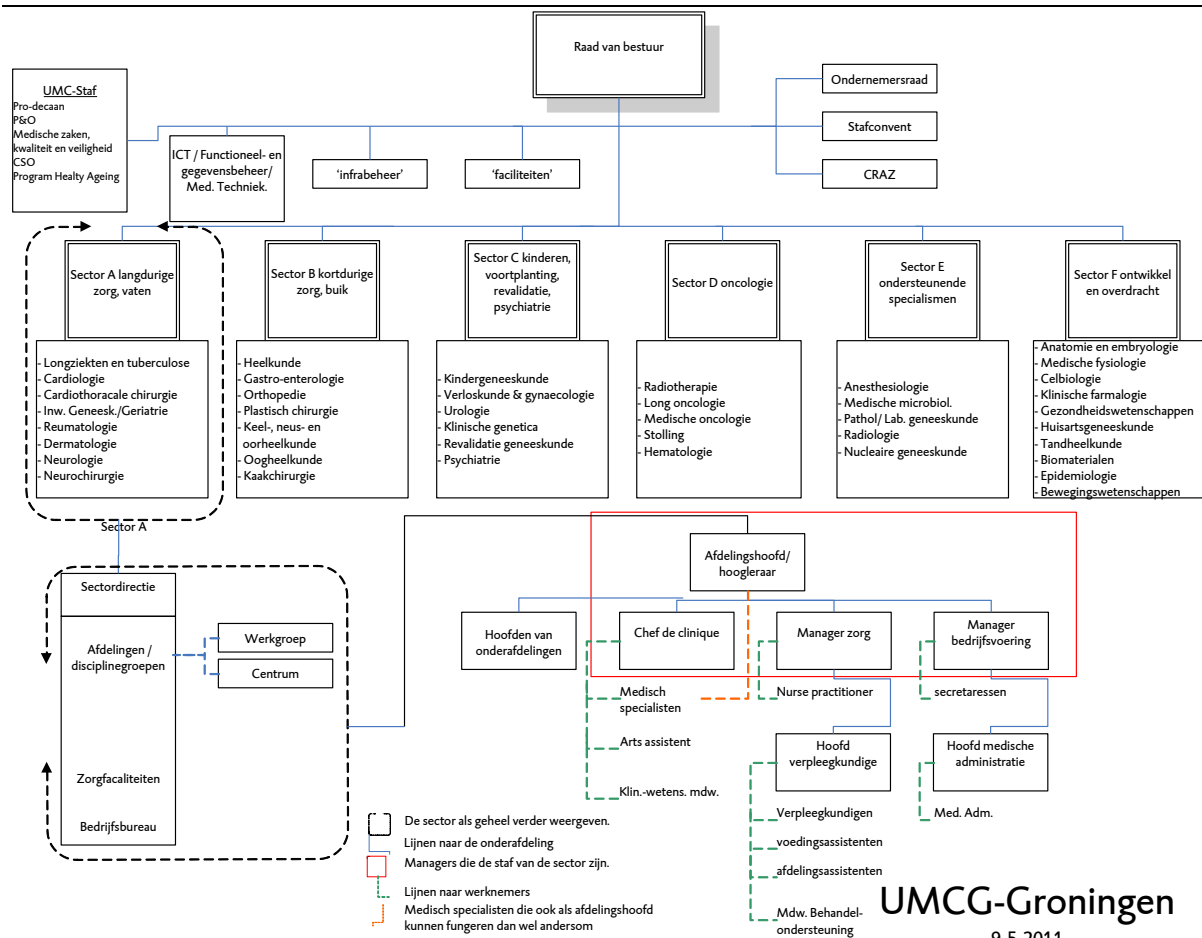 Raad van bestuur
UMC-Staf
Pro-decaan
P&O
Medische zaken,
kwaliteit en veiligheid
CSO
Program Healty Ageing
ICT / Functioneel- en
gegevensbeheer/
Med. Techniek.
'infrabeheer'
'faciliteiten'
Ondernemersraad
Stafconvent
CRAZ
Sector A langdurige
zorg, vaten
Sector B kortdurige
zorg, buik
Sector C kinderen,
voortplanting,
revalidatie,
psychiatrie
Sector D oncologie
Sector E
ondersteunende
specialismen
Sector F ontwikkel
en overdracht
- Longziekten en tuberculose
- Cardiologie
- Cardiothoracale chirurgie
- Inw. Geneesk./Geriatrie
- Reumatologie
- Dermatologie
- Neurologie
- Neurochirurgie
- Heelkunde
- Gastro-enterologie
- Orthopedie
- Plastisch chirurgie
- Keel-, neus- en
oorheelkunde
- Oogheelkunde
- Kaakchirurgie
- Kindergeneeskunde
- Verloskunde & gynaecologie
- Urologie
- Klinische genetica
- Revalidatie geneeskunde
- Psychiatrie
- Radiotherapie
- Long oncologie
- Medische oncologie
- Stolling
- Hematologie
- Anesthesiologie
- Medische microbiol.
- Pathol/ Lab. geneeskunde
- Radiologie
- Nucleaire geneeskunde
- Anatomie en embryologie
- Medische fysiologie
- Celbiologie
- Klinische farmalogie
- Gezondheidswetenschappen
- Huisartsgeneeskunde
- Tandheelkunde
- Biomaterialen
- Epidemiologie
- Bewegingswetenschappen
Sector A
Sectordirectie
Afdelingen /
disciplinegroepen
Werkgroep
Centrum
Zorgfacaliteiten
Bedrijfsbureau
Afdelingshoofd/
hoogleraar
Hoofden van
onderafdelingen
Chef de clinique
Manager zorg
Manager
bedrijfsvoering
Medisch
specialisten
Arts assistent
Klin.-wetens. mdw.
Nurse practitioner
secretaressen
Hoofd
verpleegkundige
Hoofd medische
administratie
Verpleegkundigen
voedingsassistenten
afdelingsassistenten
Mdw. Behandel-
ondersteuning
Med. Adm.
De sector als geheel verder weergeven.
Lijnen naar de onderafdeling
Managers die de staf van de sector zijn.
Lijnen naar werknemers
Medisch specialisten die ook als afdelingshoofd
kunnen fungeren dan wel andersom
UMCG-Groningen
9-5-2011